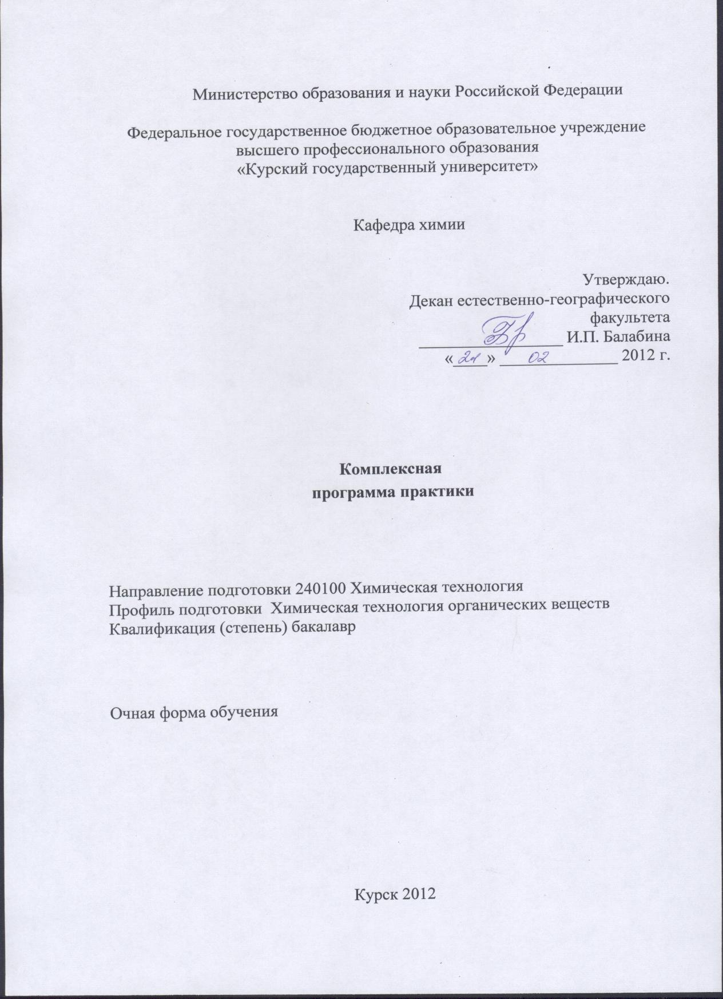 Министерство образования и науки Российской Федерации
Федеральное государственное бюджетное образовательное учреждение
высшего профессионального образования
«Курский государственный университет»
Кафедра химии
Утверждаю.
Декан естественно-географического
факультета
И.П. Балабина
«21» 02 2012 г.
Комплексная
программа практики
Направление подготовки 240100 Химическая технология
Профиль подготовки Химическая технология органических веществ
Квалификация (степень) бакалавр
Очная форма обучения
Курск 2012